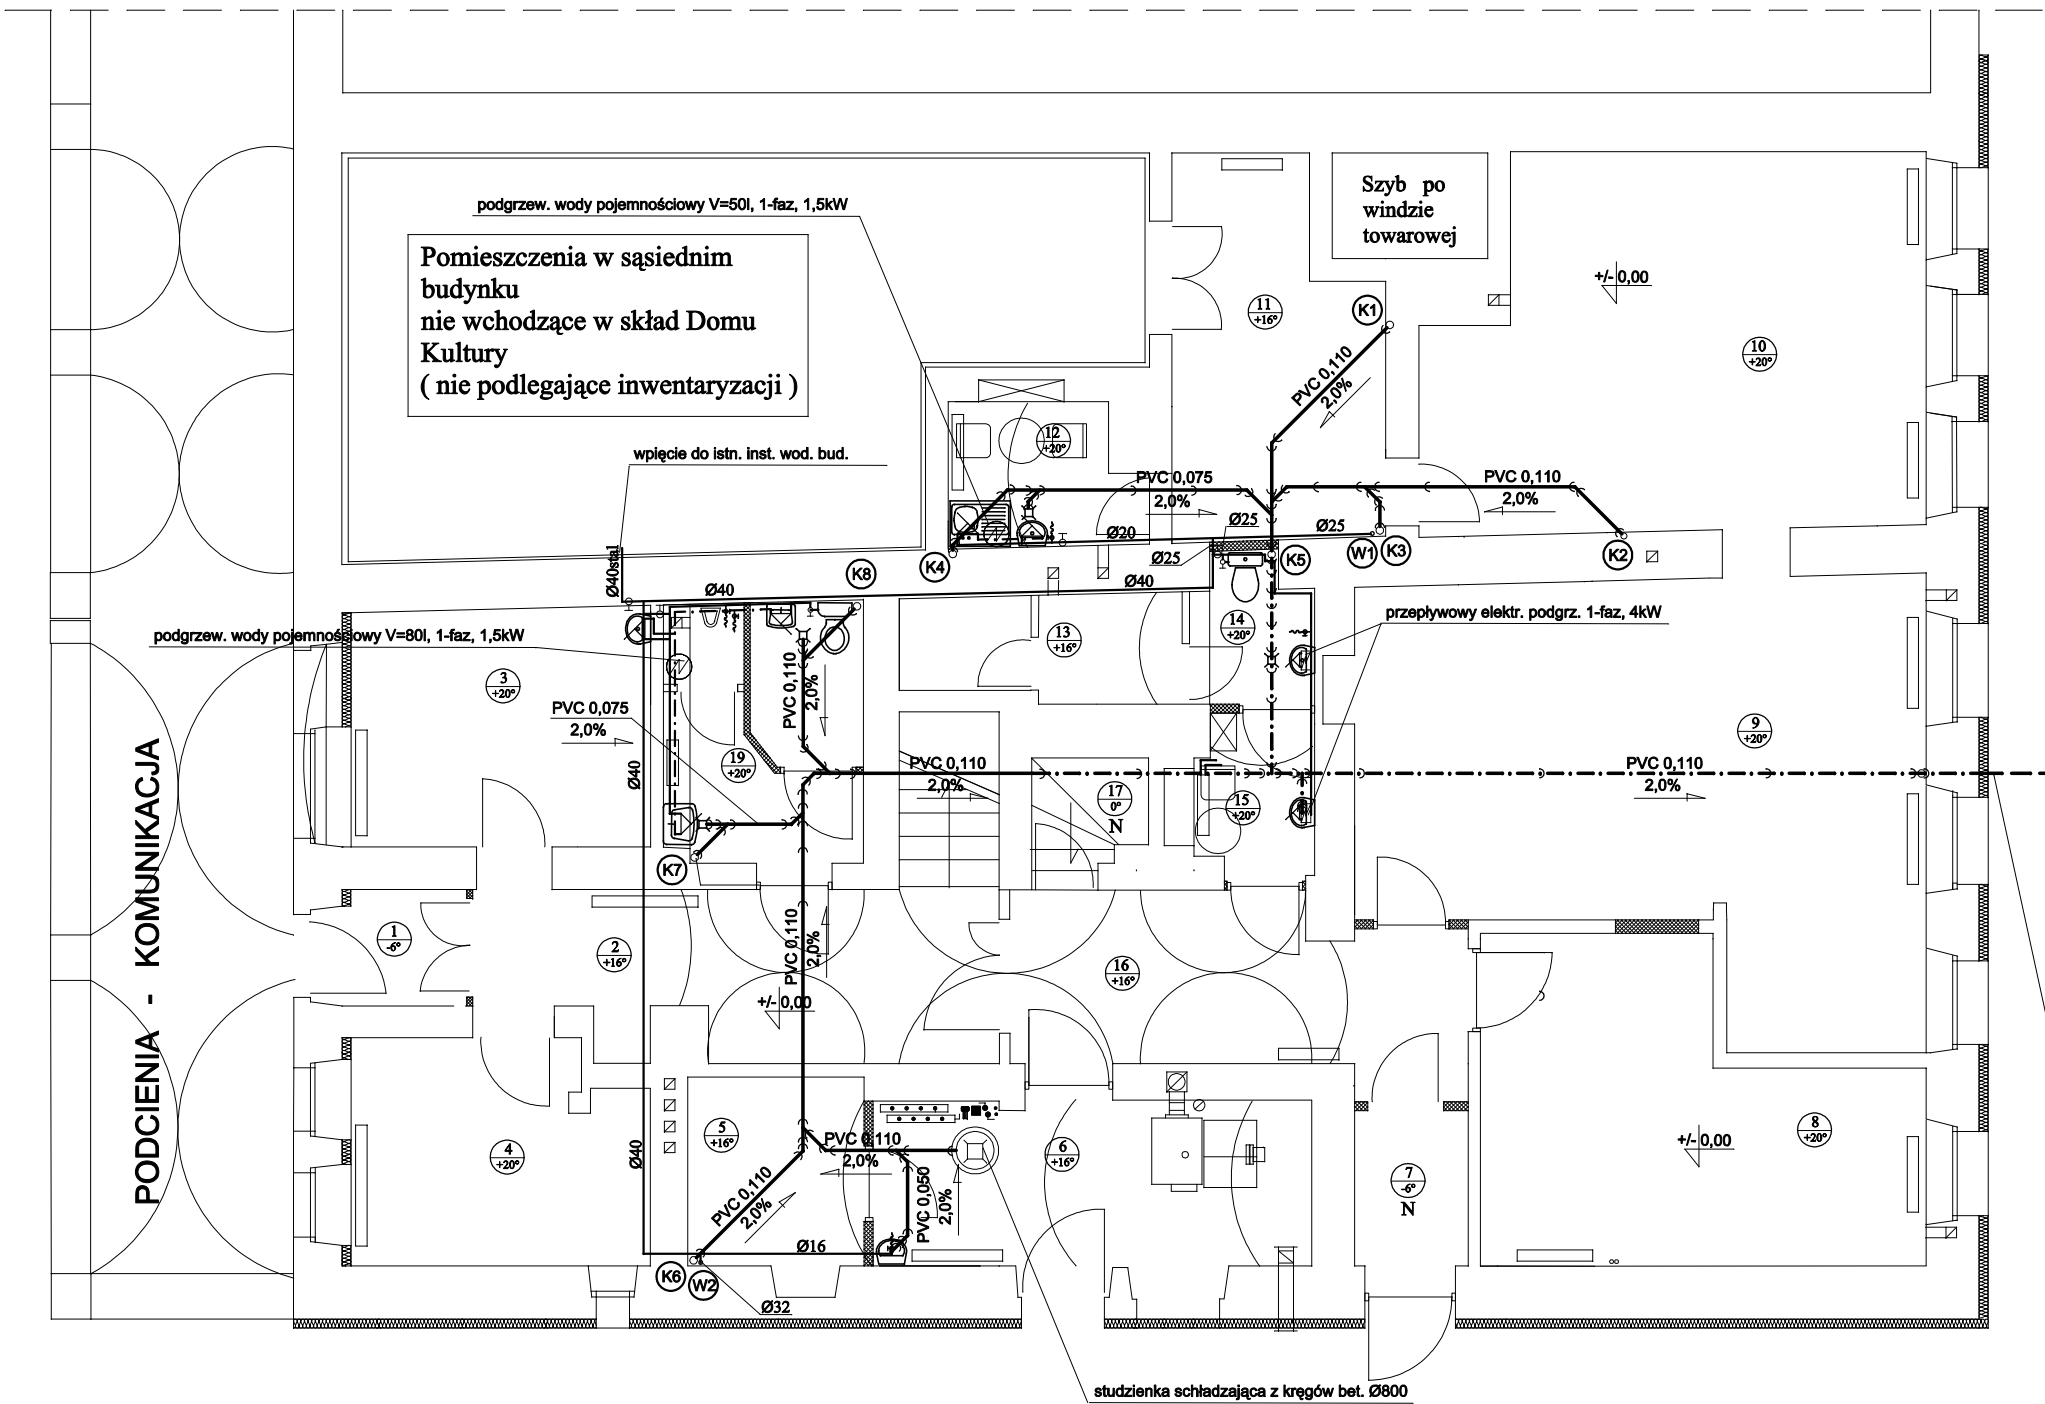 podgrzew. wody pojemnościowy V=50l, 1-faz, 1,5kW
Pomieszczenia w sąsiednim
budynku
nie wchodzące w skład Domu
Kultury
( nie podlegające inwentaryzacji )
Szyb po
windzie
towarowej
+/- 0,00
11
+16°
K1
10
+20°
PVC 0,110
2,0%
12
+20°
wpięcie do istn. inst. wod. bud.
PVC 0,075
2,0%
PVC 0,110
2,0%
Ø20
Ø25
Ø25
Ø25
W1
K3
K2
K4
K5
K8
Ø40stal
Ø40
Ø40
podgrzew. wody pojemnościowy V=80l, 1-faz, 1,5kW
przepływowy elektr. podgrz. 1-faz, 4kW
14
+20°
13
+16°
3
+20°
PVC 0,110
2,0%
PVC 0,075
2,0%
9
+20°
19
+20°
Ø40
PVC 0,110
2,0%
PVC 0,110
2,0%
17
0°
N
15
+20°
K7
PODCIENIA - KOMUNIKACJA
1
-6°
2
+16°
PVC 0,110
2,0%
16
+16°
+/- 0,00
5
+16°
PVC 0,110
2,0%
6
+16°
8
+20°
+/- 0,00
4
+20°
Ø40
7
-6°
N
PVC 0,110
2,0%
PVC 0,050
2,0%
Ø16
K6
W2
Ø32
studzienka schładzająca z kręgów bet. Ø800